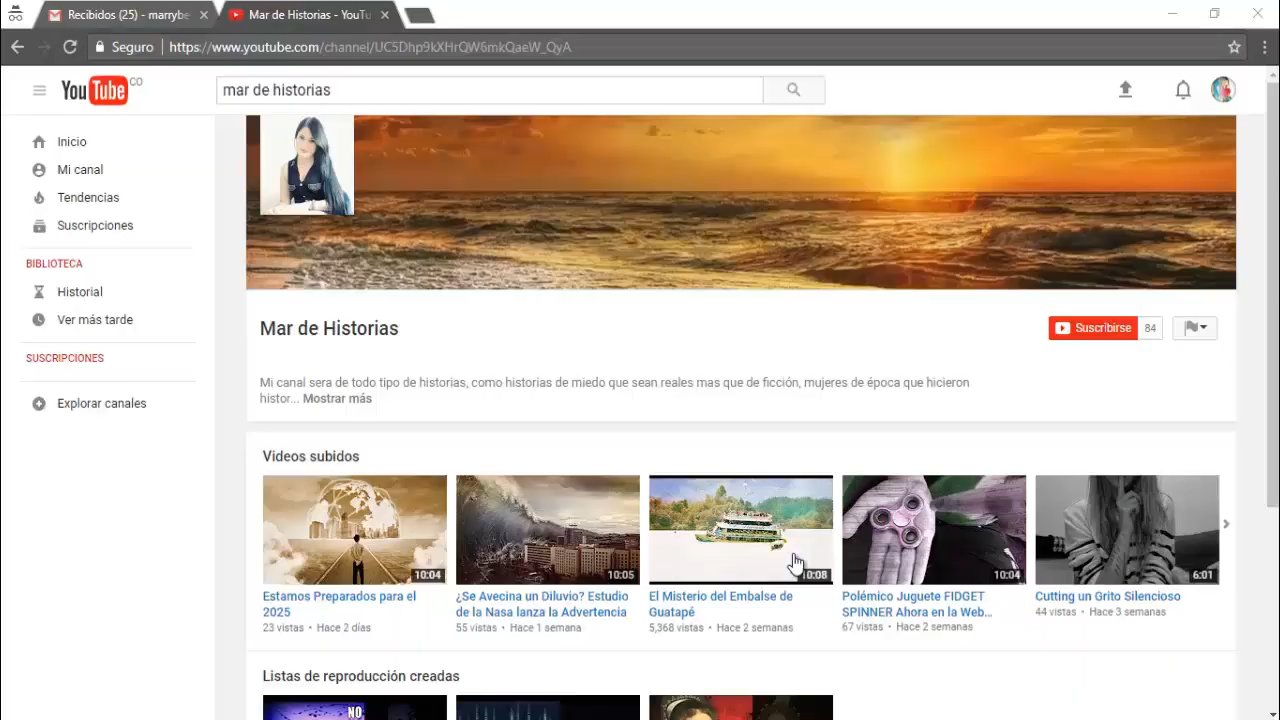 Recibidos (25) - marrybe
Mar de Historias - YouTu
Seguro
https://www.youtube.com/channel/UC5Dhp9kXHrQW6mkQaeW_QyA
YouTube CO
mar de historias
Inicio
Mi canal
Tendencias
Suscripciones
BIBLIOTECA
Historial
Ver más tarde
SUSCRIPCIONES
Explorar canales
Mar de Historias
Suscribirse 84
Mi canal sera de todo tipo de historias, como historias de miedo que sean reales mas que de ficción, mujeres de época que hicieron
histor... Mostrar más
Videos subidos
10:04
Estamos Preparados para el
2025
23 vistas • Hace 2 días
10:05
¿Se Avecina un Diluvio? Estudio
de la Nasa lanza la Advertencia
55 vistas • Hace 1 semana
10:08
El Misterio del Embalse de
Guatapé
5,368 vistas • Hace 2 semanas
10:04
Polémico Juguete FIDGET
SPINNER Ahora en la Web...
67 vistas • Hace 2 semanas
6:01
Cutting un Grito Silencioso
44 vistas • Hace 3 semanas
Listas de reproducción creadas
NO